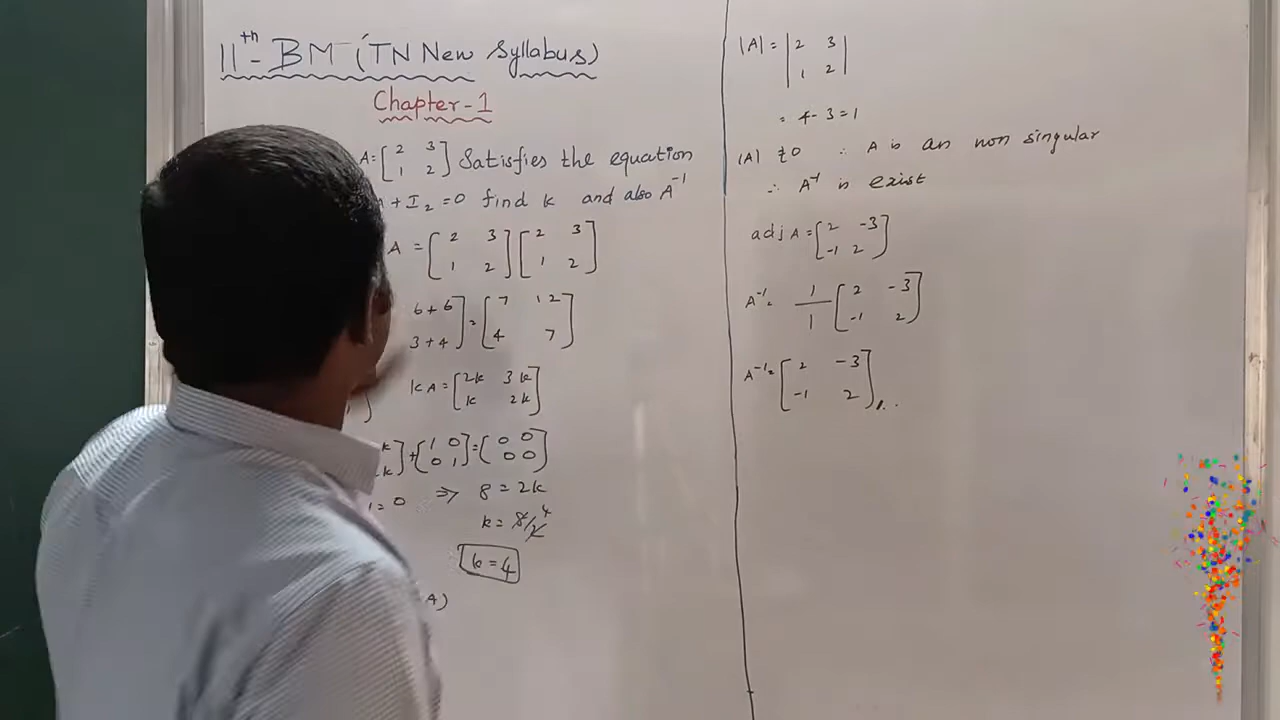 11th - BM (TN New Syllabus)
Chapter-1
A = [2 3 1 2] Satisfies the equation
+ I2 = 0 find k and also A-1
A = [2 3 1 2] [2 3 1 2]
6+6 3+4] = [7 12 4 7]
kA = [2k 3k k 2k]
k k] + [1 0 0 1] = [0 0 0 0]
= 0 ⇒ 8 = 2k
k = 8/2 4
k = 4
A)
|A| = |2 3 1 2|
= 4-3 = 1
|A| ≠ 0 ∴ A is an non singular
∴ A-1 is exist
adj A = [2 -3 -1 2]
A-1 = 1/1 [2 -3 -1 2]
A-1 = [2 -3 -1 2]